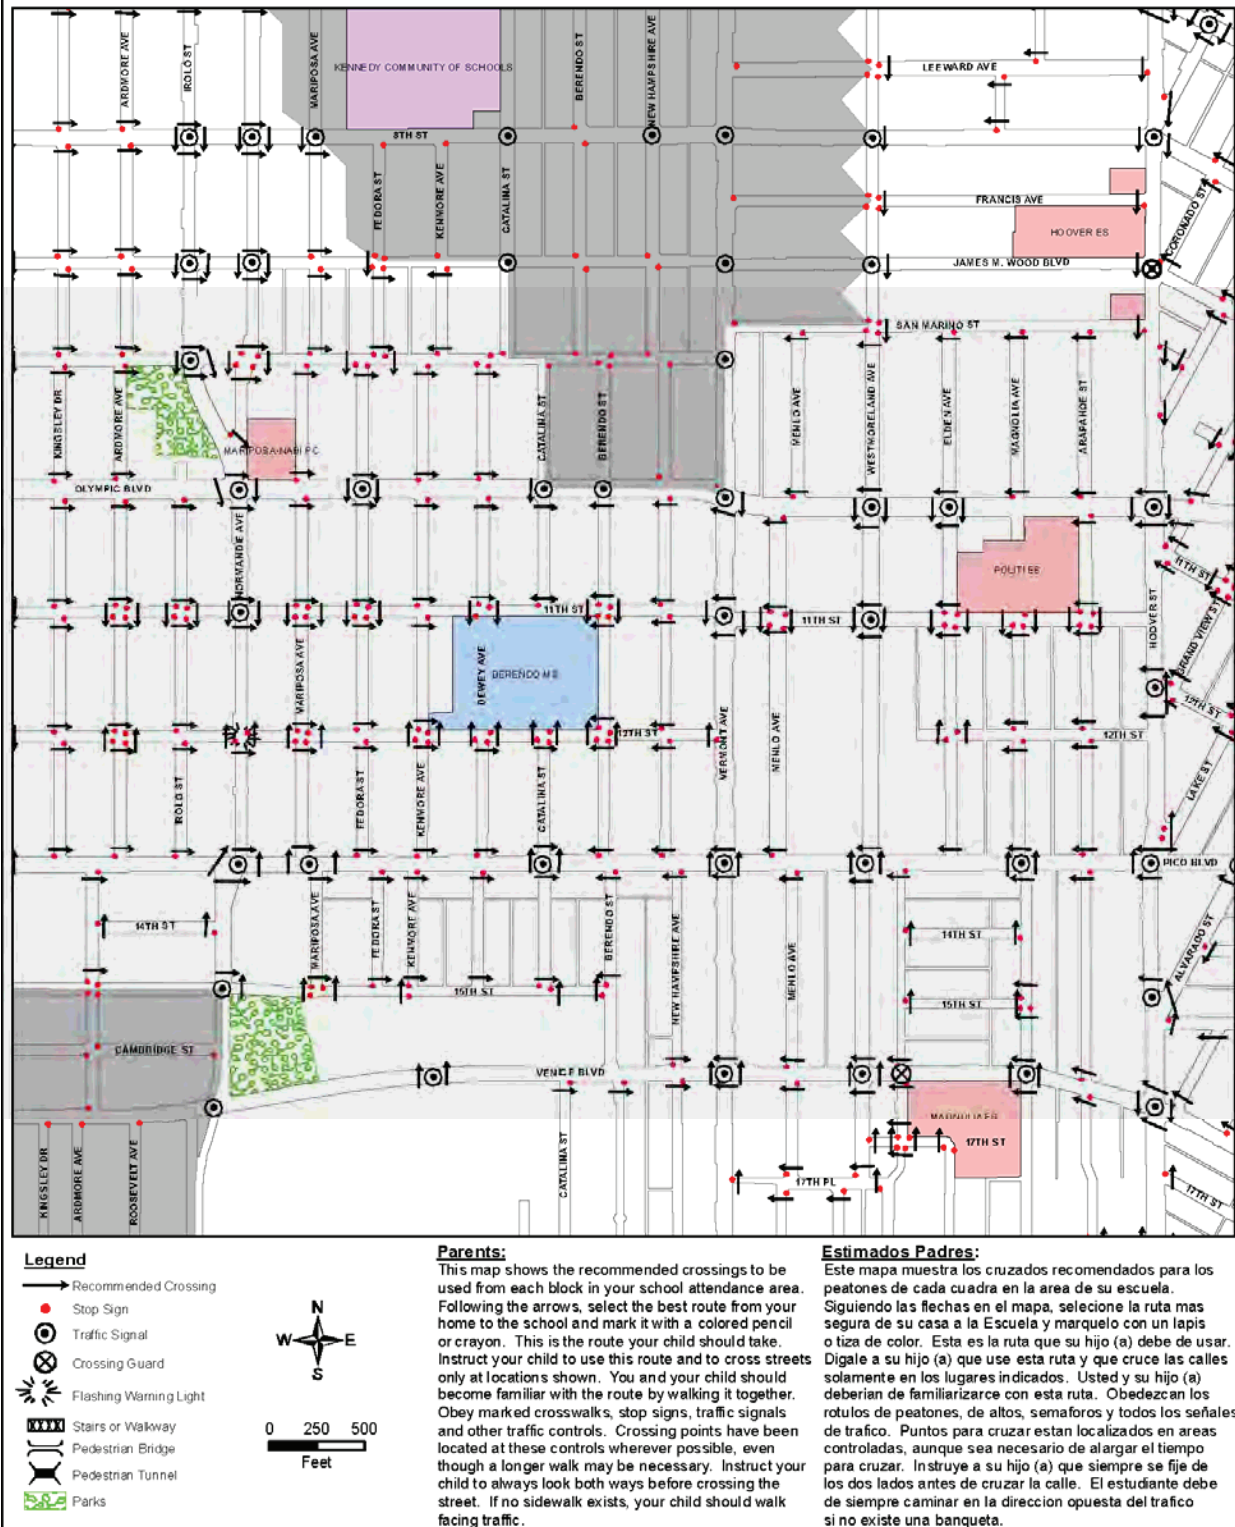 KENNEDY COMMUNITY OF SCHOOLS
ARDMORE AVE
IROLO ST
MARIPOSA AVE
BERENDO ST
NEW HAMPSHIRE AVE
LEEWARD AVE
8TH ST
FEDORA ST
KENMORE AVE
CATALINA ST
FRANCIS AVE
HOOVER ES
CORONADO ST
JAMES M. WOOD BLVD
SAN MARINO ST
KINGSLEY DR
ARDMORE AVE
MARIPOSA-NABI PC
CATALINA ST
BERENDO ST
MENLO AVE
WESTMORELAND AVE
ELDEN AVE
MAGNOLIA AVE
ARAPAHOE ST
OLYMPIC BLVD
NORMANDIE AVE
POLITI ES
11TH ST
11TH ST
11TH ST
HOOVER ST
GRAND VIEW ST
MARIPOSA AVE
DEWEY AVE
BERENDO MS
12TH ST
12TH ST
12TH ST
VERMONT AVE
MENLO AVE
IROLO ST
FEDORA ST
KENMORE AVE
CATALINA ST
LAKE ST
PICO BLVD
14TH ST
MARIPOSA AVE
FEDORA ST
KENMORE AVE
BERENDO ST
NEW HAMPSHIRE AVE
MENLO AVE
14TH ST
ALVARADO ST
15TH ST
15TH ST
CAMBRIDGE ST
VENICE BLVD
MAGNOLIA ES
17TH ST
17TH PL
17TH ST
KINGSLEY DR
ARDMORE AVE
ROOSEVELT AVE
CATALINA ST
Legend
Recommended Crossing
Stop Sign
Traffic Signal
Crossing Guard
Flashing Warning Light
Stairs or Walkway
Pedestrian Bridge
Pedestrian Tunnel
Parks
N
W E
S
0 250 500
Feet
Parents:
This map shows the recommended crossings to be
used from each block in your school attendance area.
Following the arrows, select the best route from your
home to the school and mark it with a colored pencil
or crayon. This is the route your child should take.
Instruct your child to use this route and to cross streets
only at locations shown. You and your child should
become familiar with the route by walking it together.
Obey marked crosswalks, stop signs, traffic signals
and other traffic controls. Crossing points have been
located at these controls wherever possible, even
though a longer walk may be necessary. Instruct your
child to always look both ways before crossing the
street. If no sidewalk exists, your child should walk
facing traffic.
Estimados Padres:
Este mapa muestra los cruzados recomendados para los
peatones de cada cuadra en la area de su escuela.
Siguiendo las flechas en el mapa, selecione la ruta mas
segura de su casa a la Escuela y marquelo con un lapis
o tiza de color. Esta es la ruta que su hijo (a) debe de usar.
Digale a su hijo (a) que use esta ruta y que cruce las calles
solamente en los lugares indicados. Usted y su hijo (a)
deberian de familiarizarce con esta ruta. Obedezcan los
rotulos de peatones, de altos, semaforos y todos los señales
de trafico. Puntos para cruzar estan localizados en areas
controladas, aunque sea necesario de alargar el tiempo
para cruzar. Instruye a su hijo (a) que siempre se fije de
los dos lados antes de cruzar la calle. El estudiante debe
de siempre caminar en la direccion opuesta del trafico
si no existe una banqueta.